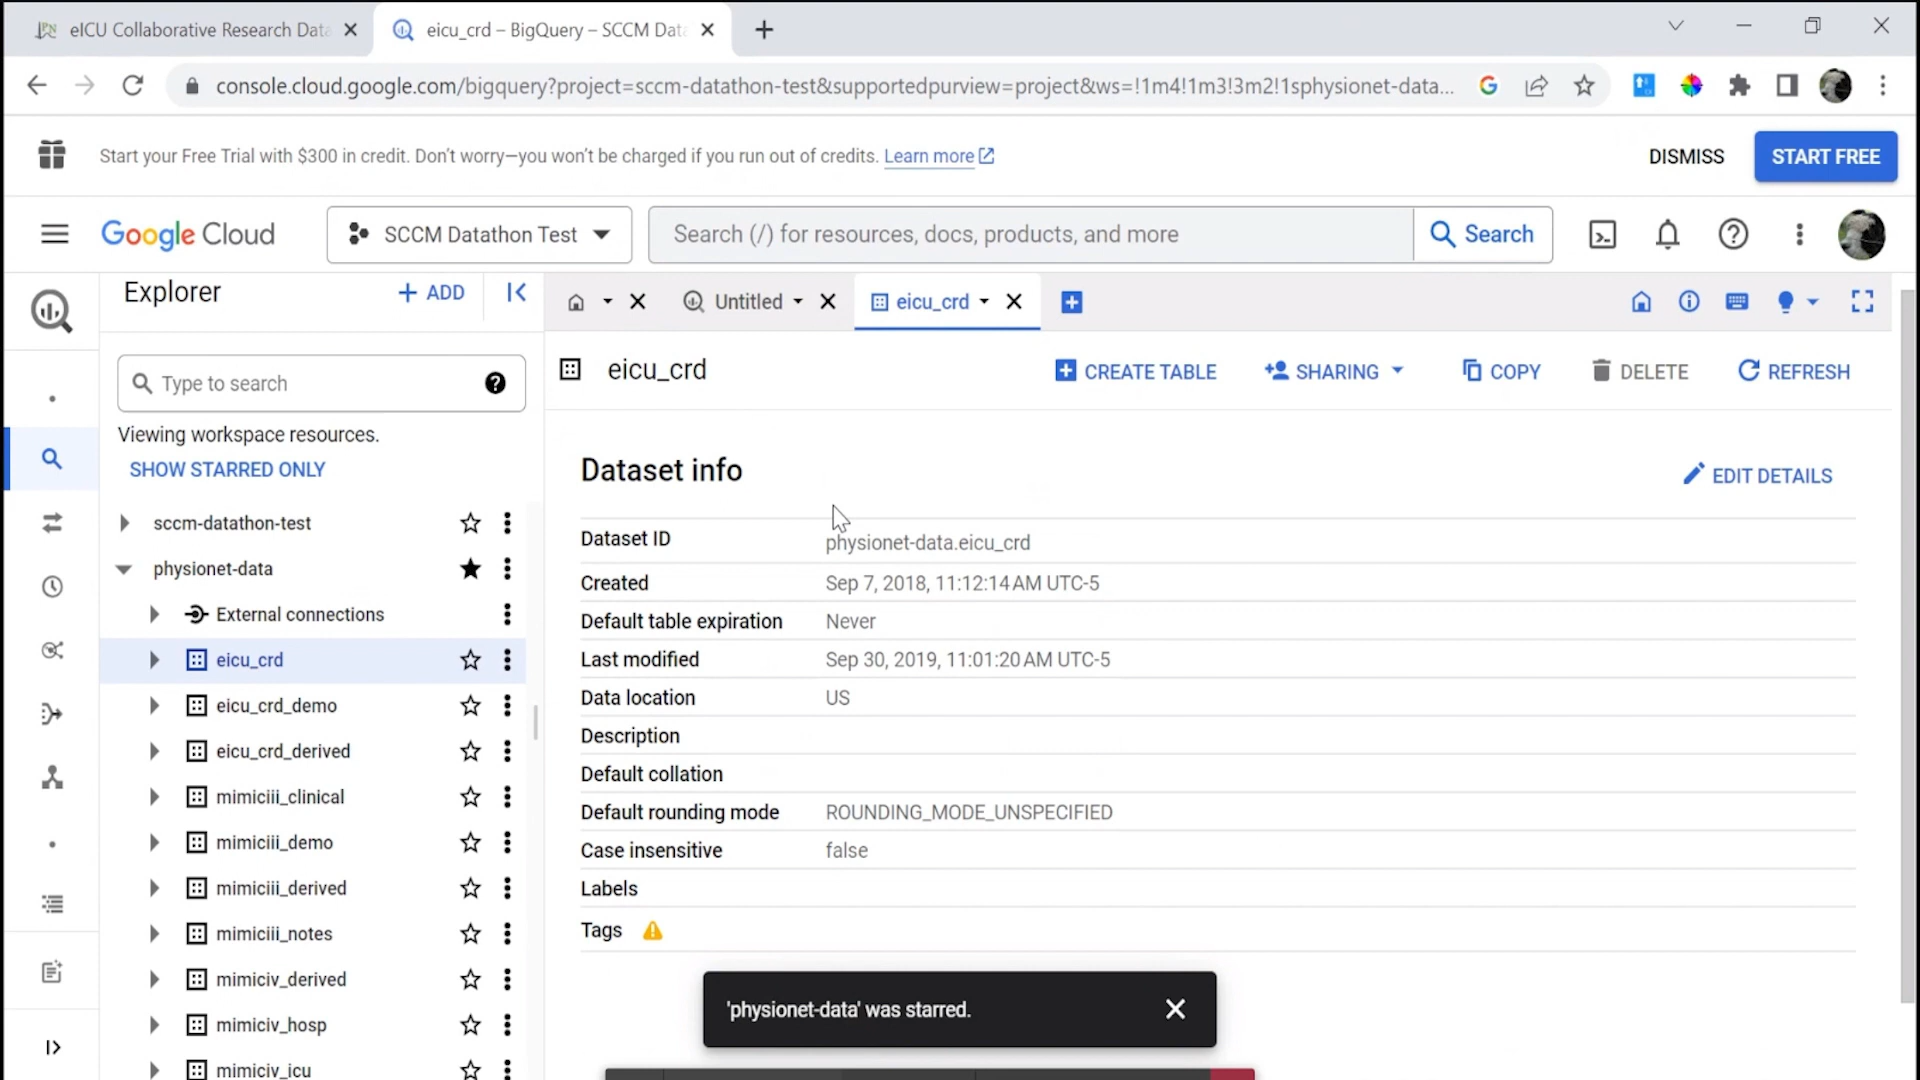 eICU Collaborative Research Data
eicu_crd – BigQuery – SCCM Data
console.cloud.google.com/bigquery?project=sccm-datathon-test&supportedpurview=project&ws=!1m4!1m3!3m2!1sphysionet-data...
Start your Free Trial with $300 in credit. Don't worry—you won't be charged if you run out of credits. Learn more
DISMISS
START FREE
Google Cloud
SCCM Datathon Test
Search (/) for resources, docs, products, and more
Search
Explorer
+ ADD
Untitled
eicu_crd
Type to search
eicu_crd
CREATE TABLE
SHARING
COPY
DELETE
REFRESH
Viewing workspace resources.
SHOW STARRED ONLY
Dataset info
EDIT DETAILS
sccm-datathon-test
physionet-data
External connections
eicu_crd
eicu_crd_demo
eicu_crd_derived
mimiciii_clinical
mimiciii_demo
mimiciii_derived
mimiciii_notes
mimiciv_derived
mimiciv_hosp
mimiciv_icu
Dataset ID physionet-data.eicu_crd
Created Sep 7, 2018, 11:12:14 AM UTC-5
Default table expiration Never
Last modified Sep 30, 2019, 11:01:20 AM UTC-5
Data location US
Description
Default collation
Default rounding mode ROUNDING_MODE_UNSPECIFIED
Case insensitive false
Labels
Tags
'physionet-data' was starred.